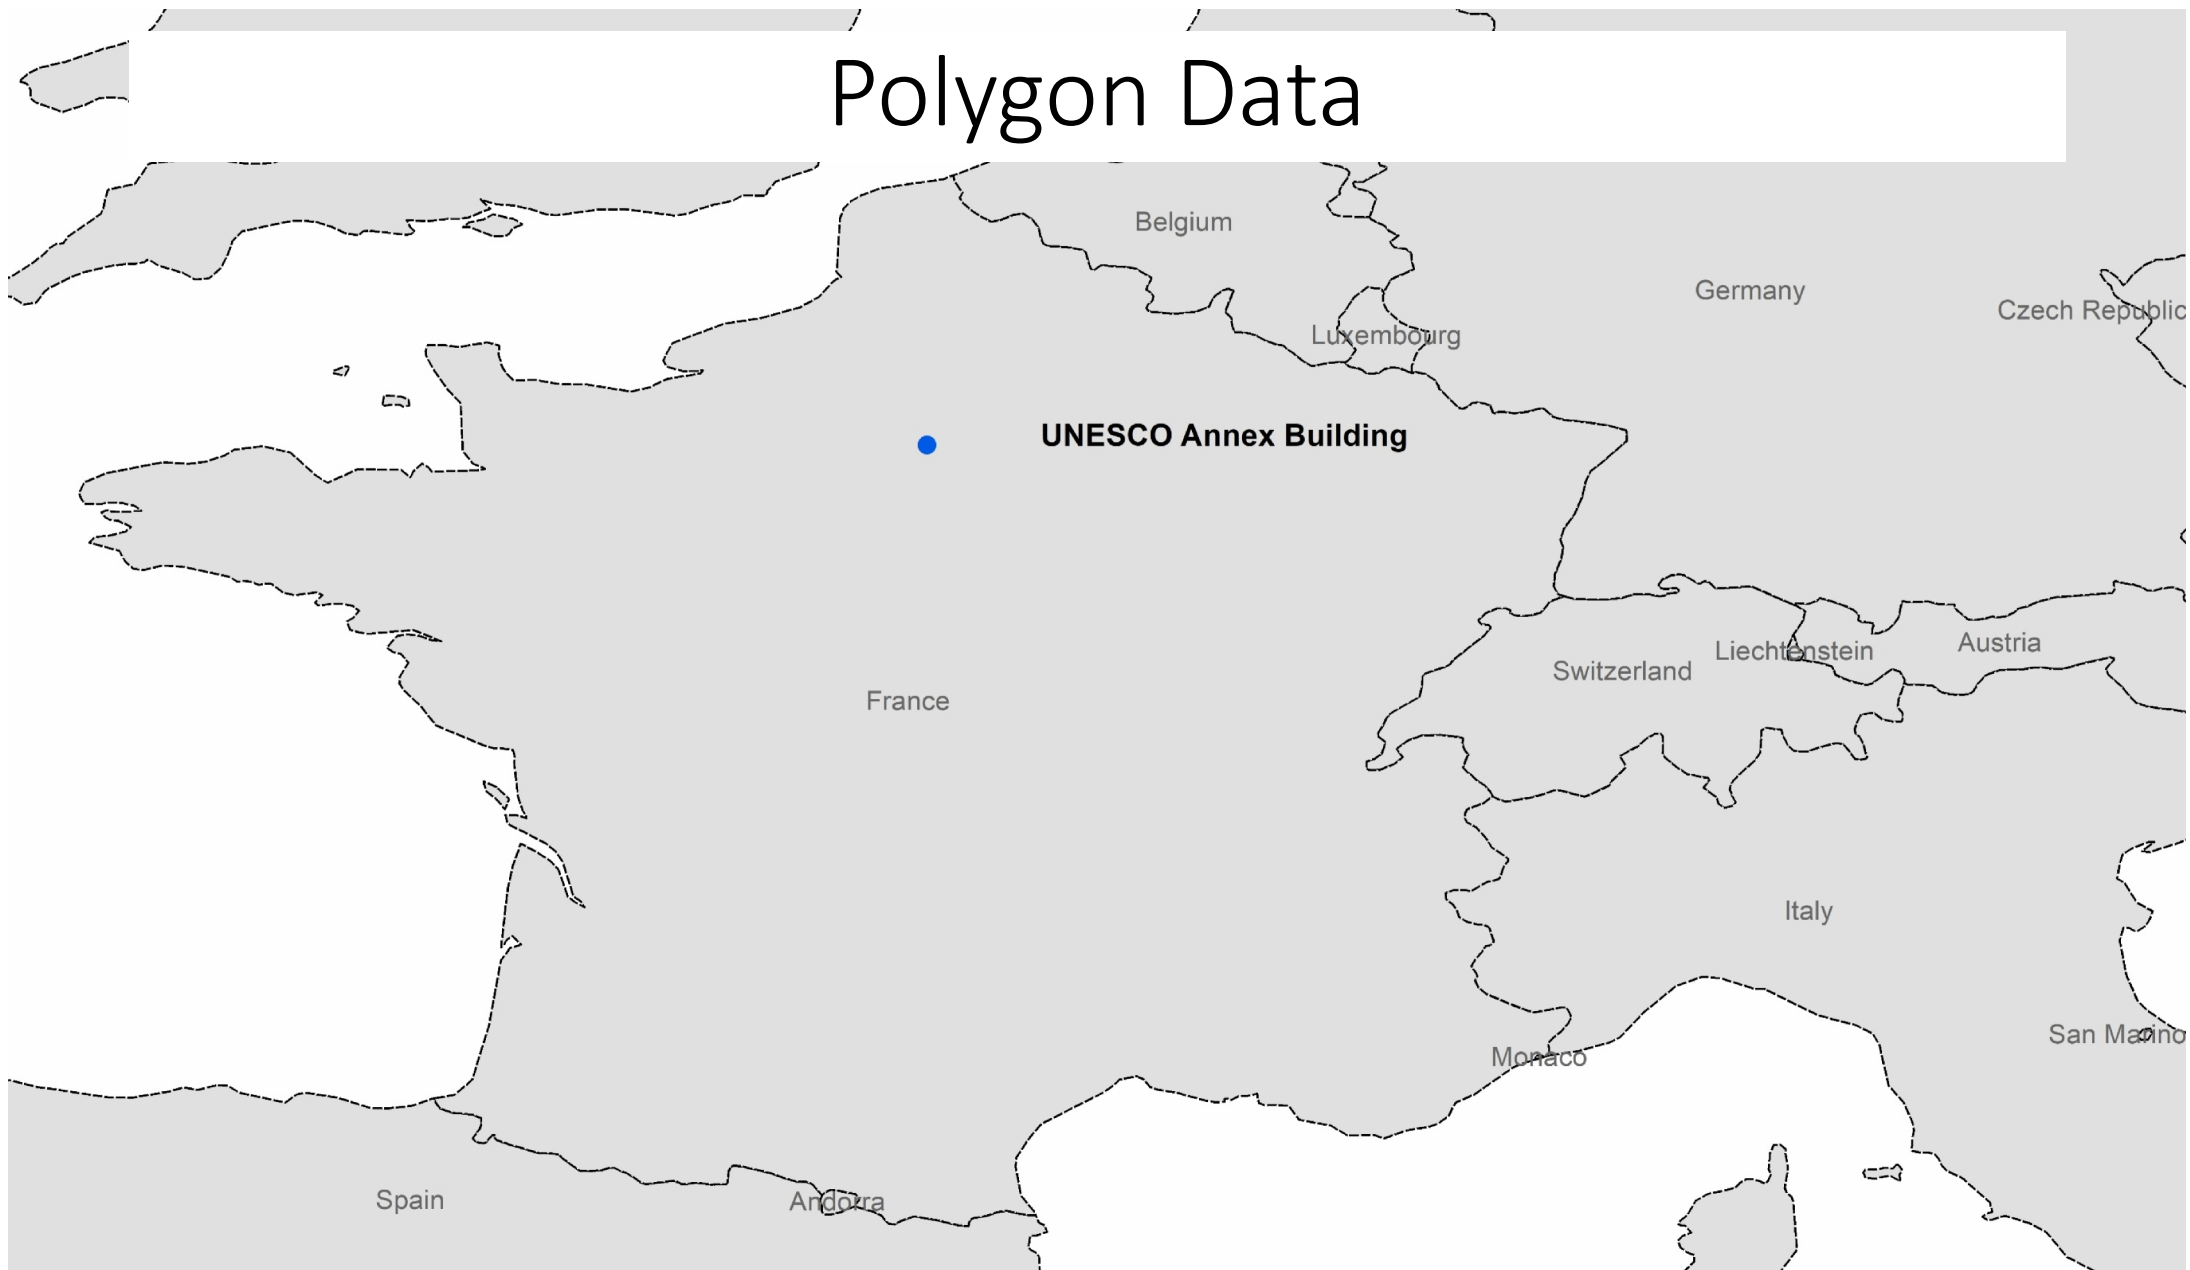 Polygon Data
Belgium
Germany
Czech Republic
Luxembourg
UNESCO Annex Building
Austria
Liechtenstein
Switzerland
France
Italy
San Marino
Monaco
Spain
Andorra